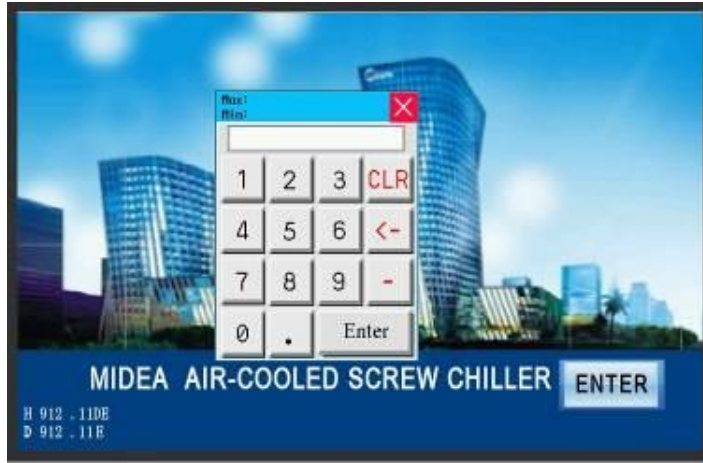 Max:
Min:
1 2 3 CLR
4 5 6 <-
7 8 9 -
0 . Enter
MIDEA AIR-COOLED SCREW CHILLER ENTER
H 912 .11DE
D 912 .11E